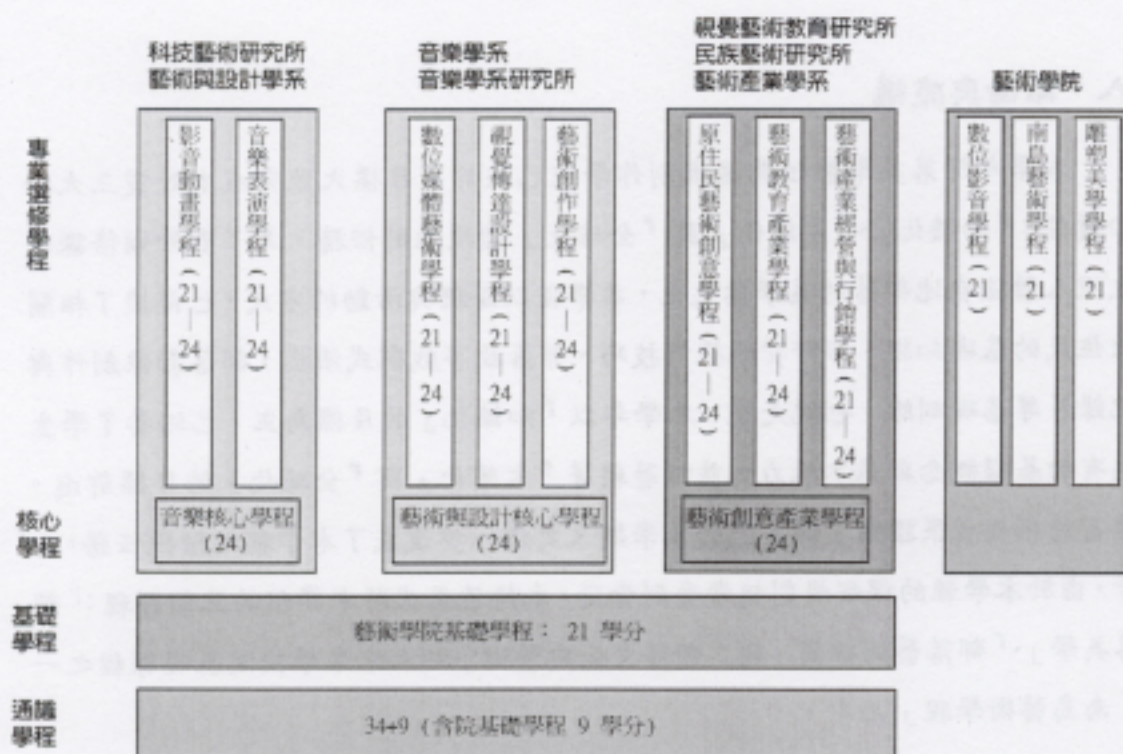 科技藝術研究所
藝術與設計學系
音樂學系
音樂學系研究所
視覺藝術教育研究所
民族藝術研究所
藝術產業學系
藝術學院
專業選修學程
影音動畫學程（21—24）
音樂表演學程（21—24）
數位媒體藝術學程（21—24）
視覺傳達設計學程（21—24）
藝術創作學程（21—24）
原住民藝術創意學程（21—24）
藝術教育產業學程（21—24）
藝術產業經營與行銷學程（21—24）
數位影音學程（21）
南島藝術學程（21）
雕塑美學學程（21）
核心
學程
音樂核心學程
(24)
藝術與設計核心學程
(24)
藝術創意產業學程
(24)
基礎
學程
藝術學院基礎學程： 21 學分
通識
學程
34+9 (含院基礎學程 9 學分)